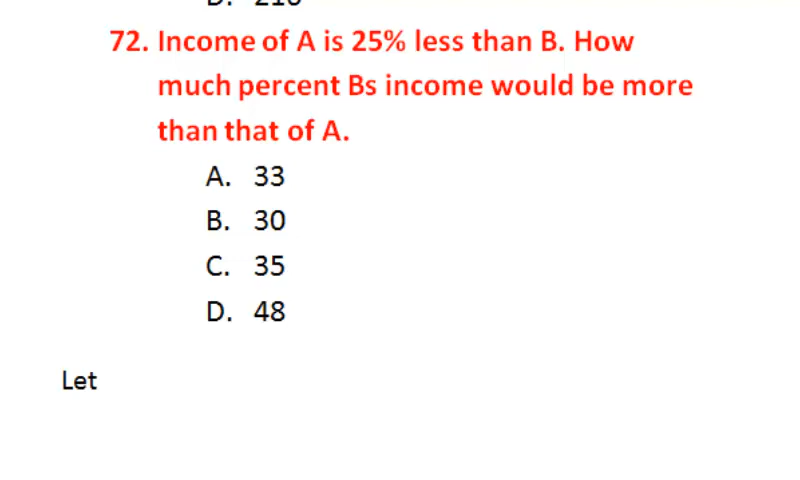 72. Income of A is 25% less than B. How
much percent Bs income would be more
than that of A.
A. 33
B. 30
C. 35
D. 48
Let